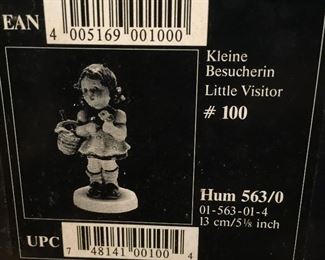 EAN
4 005169 001000
Kleine
Besucherin
Little Visitor
# 100
Hum 563/0
01-563-01-4
13 cm/5⅛ inch
UPC
7 48141 00100 4